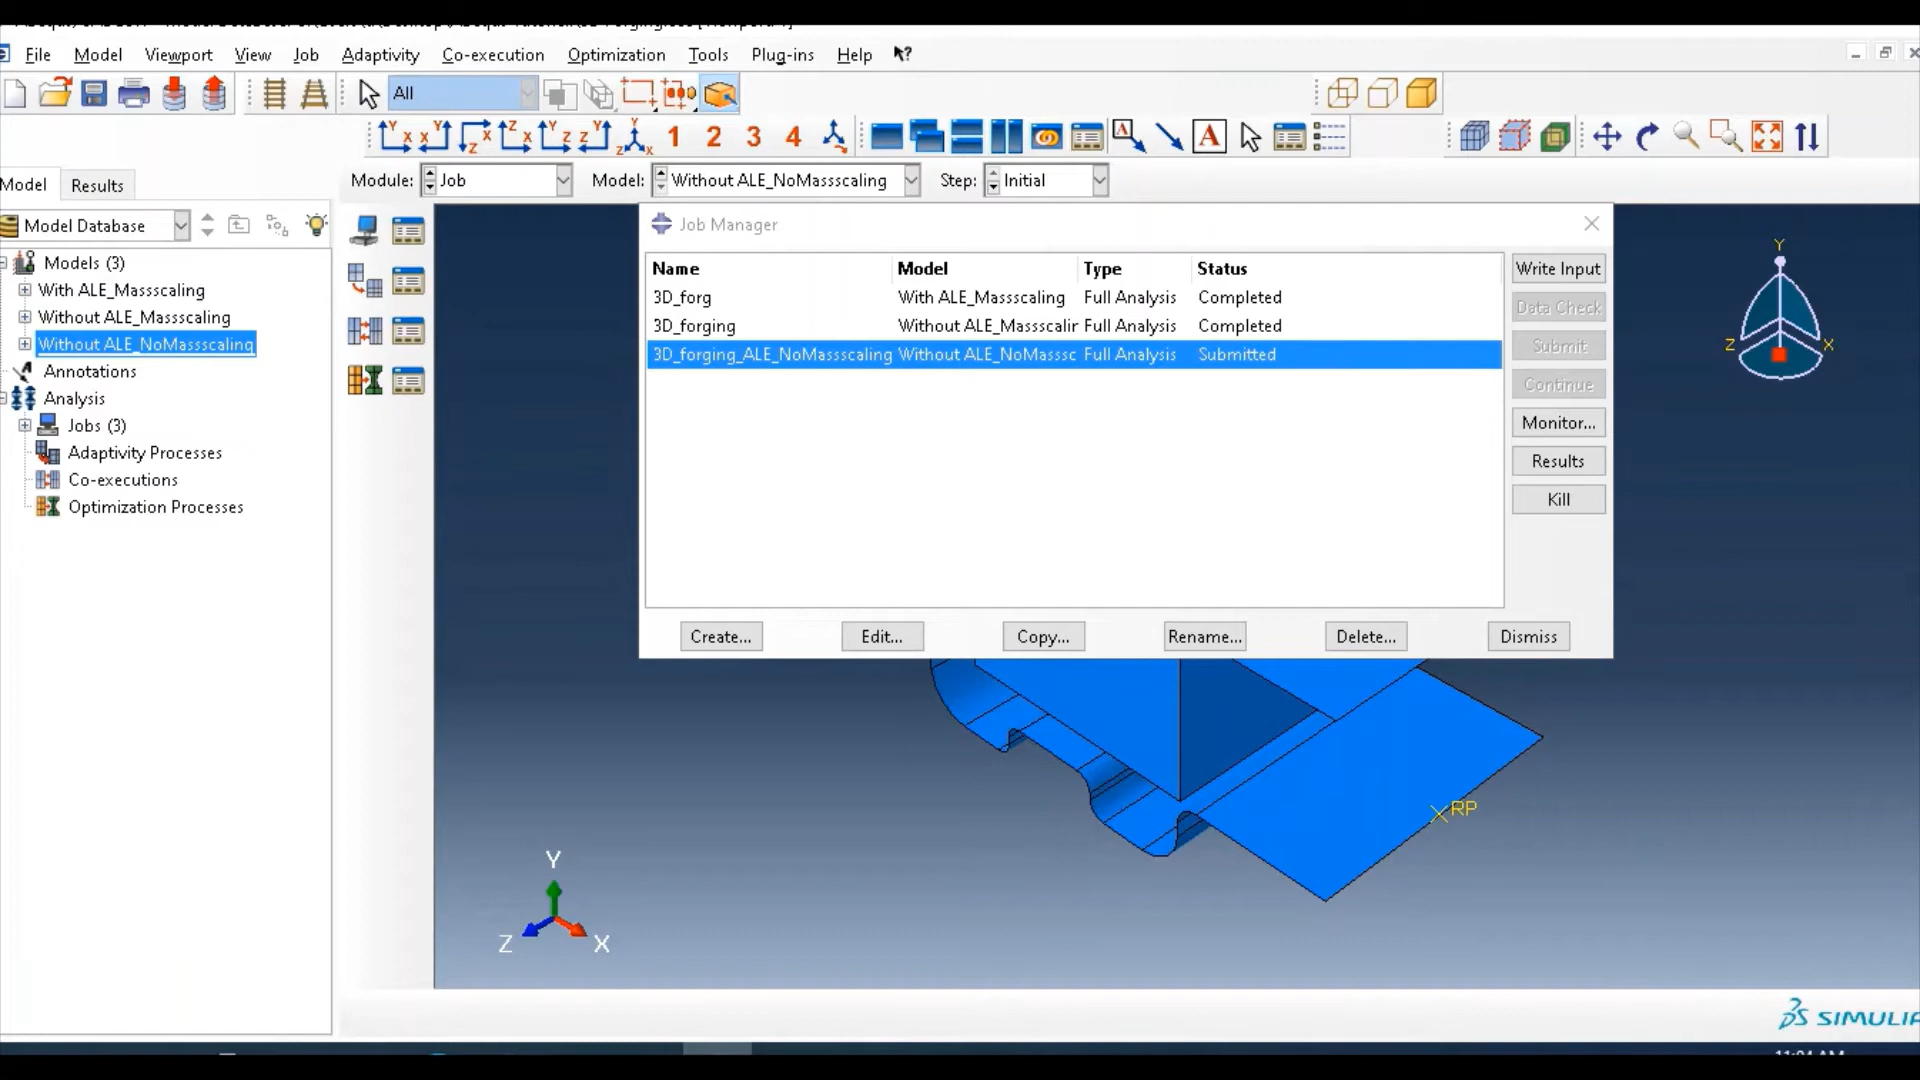 File Model Viewport View Job Adaptivity Co-execution Optimization Tools Plug-ins Help
All
1 2 3 4
Module: Job Model: Without ALE_NoMassscaling Step: Initial
Model Results
Model Database
Models (3)
With ALE_Massscaling
Without ALE_Massscaling
Without ALE_NoMassscaling
Annotations
Analysis
Jobs (3)
Adaptivity Processes
Co-executions
Optimization Processes
Job Manager
Name Model Type Status
3D_forg With ALE_Massscaling Full Analysis Completed
3D_forging Without ALE_Massscalir Full Analysis Completed
3D_forging_ALE_NoMassscaling Without ALE_NoMasssc Full Analysis Submitted
Write Input
Data Check
Submit
Continue
Monitor...
Results
Kill
Create... Edit... Copy... Rename... Delete... Dismiss
Y
Z X
RP
Y
Z X
SIMULIA